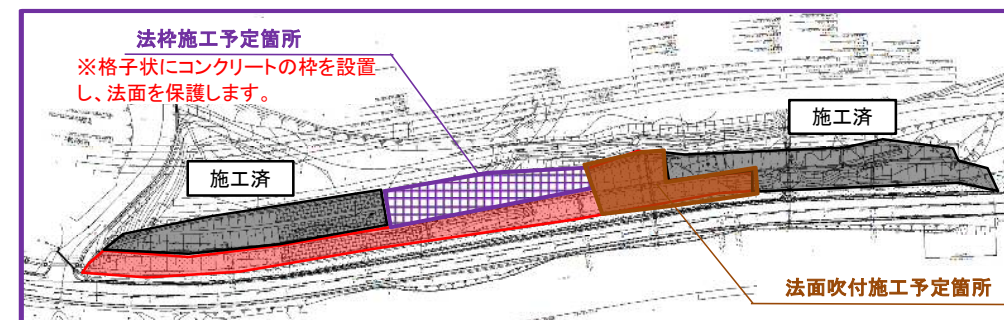 法枠施工予定箇所
※格子状にコンクリートの枠を設置
し、法面を保護します。
施工済
施工済
法面吹付施工予定箇所